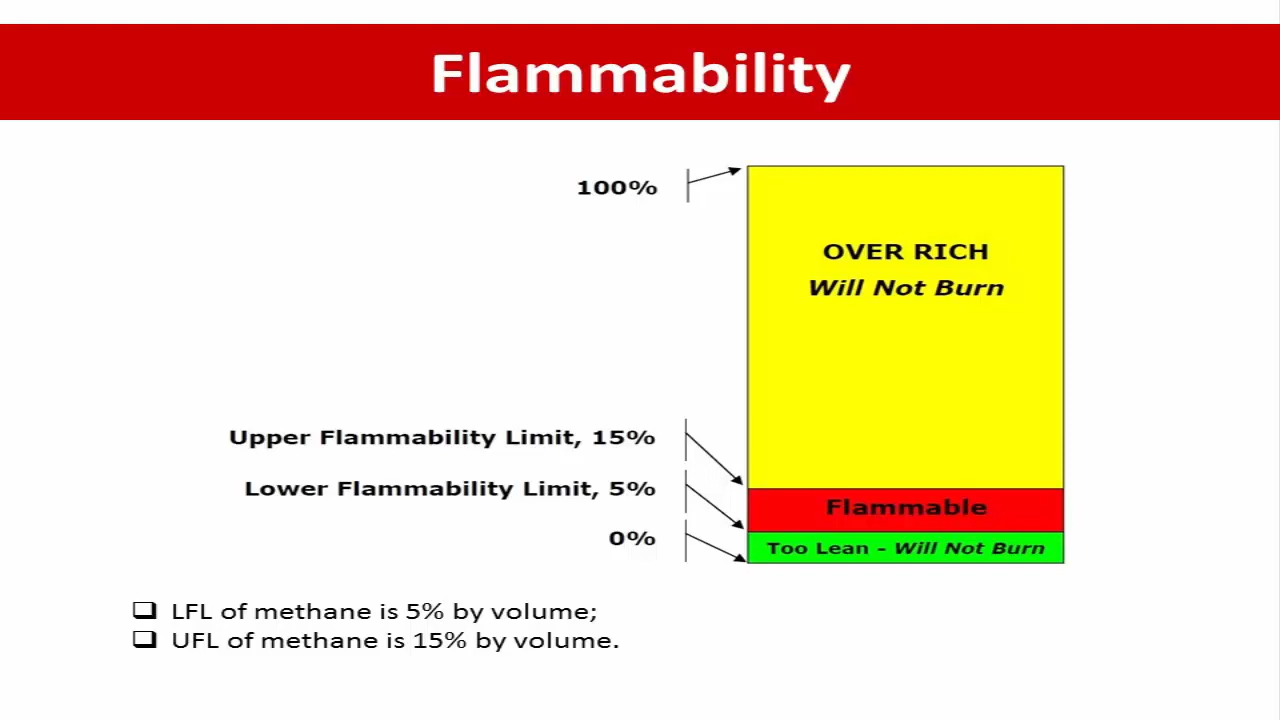 Flammability
100%
OVER RICH
Will Not Burn
Upper Flammability Limit, 15%
Lower Flammability Limit, 5%
Flammable
0%
Too Lean - Will Not Burn
LFL of methane is 5% by volume;
UFL of methane is 15% by volume.